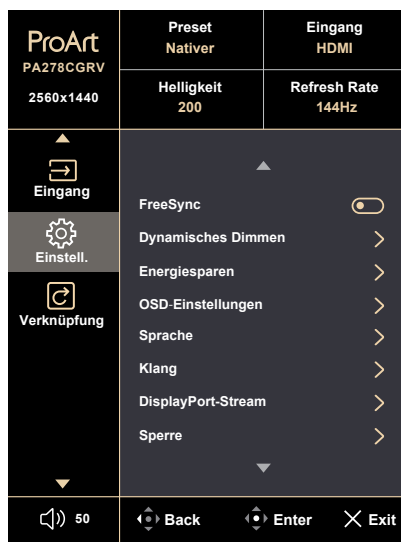 ProArt
PA278CGRV
2560x1440
Preset
Nativer
Eingang
HDMI
Helligkeit
200
Refresh Rate
144Hz
Eingang
Einstell.
Verknüpfung
FreeSync
Dynamisches Dimmen
Energiesparen
OSD-Einstellungen
Sprache
Klang
DisplayPort-Stream
Sperre
50
Back
Enter
Exit